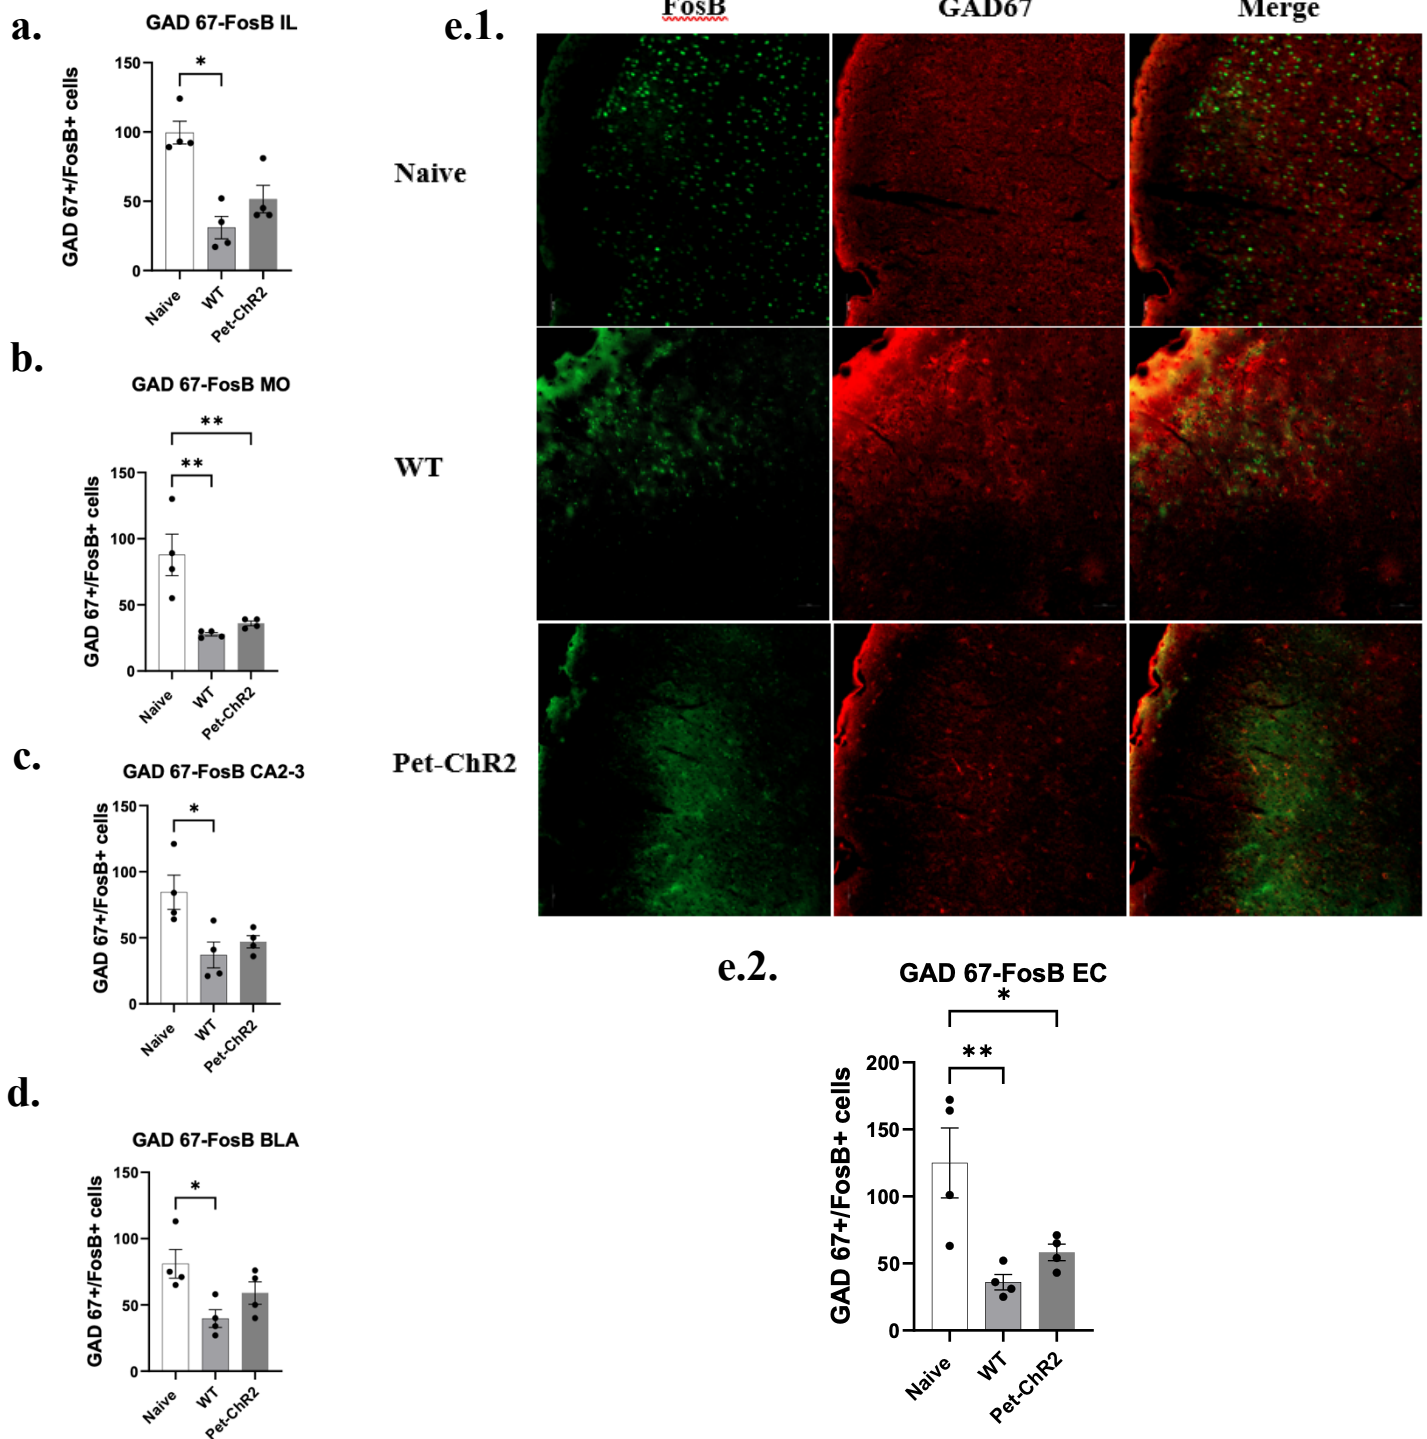 a.
GAD 67-FosB IL
GAD 67+/FosB+ cells
150
100
50
0
*
Naive
WT
Pet-ChR2
b.
GAD 67-FosB MO
GAD 67+/FosB+ cells
150
100
50
0
**
**
Naive
WT
Pet-ChR2
c.
GAD 67-FosB CA2-3
GAD 67+/FosB+ cells
150
100
50
0
*
Naive
WT
Pet-ChR2
d.
GAD 67-FosB BLA
GAD 67+/FosB+ cells
150
100
50
0
*
Naive
WT
Pet-ChR2
e.1.
FosB GAD67 Merge
Naive
WT
Pet-ChR2
e.2.
GAD 67-FosB EC
GAD 67+/FosB+ cells
200
150
100
50
0
*
**
Naive
WT
Pet-ChR2